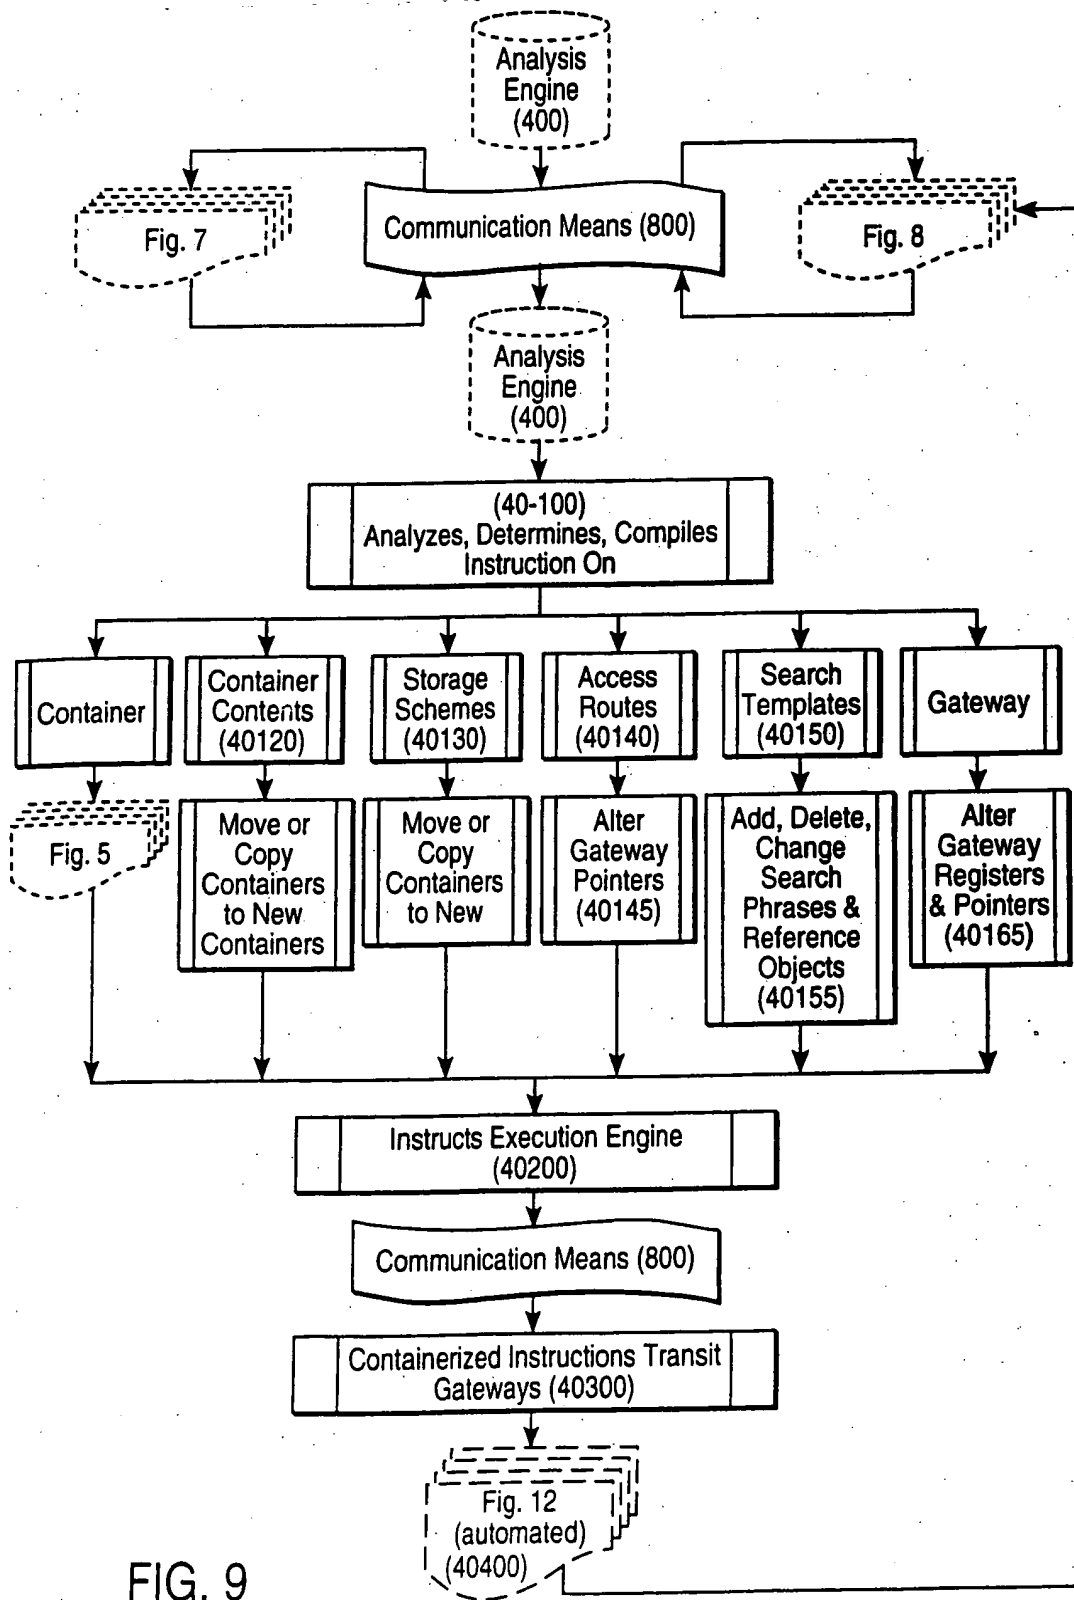 Analysis
Engine
(400)
Fig. 7
Communication Means (800)
Fig. 8
Analysis
Engine
(400)
(40-100)
Analyzes, Determines, Compiles
Instruction On
Container
Container
Contents
(40120)
Storage
Schemes
(40130)
Access
Routes
(40140)
Search
Templates
(40150)
Gateway
Fig. 5
Move or
Copy
Containers
to New
Containers
Move or
Copy
Containers
to New
Alter
Gateway
Pointers
(40145)
Add, Delete,
Change
Search
Phrases &
Reference
Objects
(40155)
Alter
Gateway
Registers
& Pointers
(40165)
Instructs Execution Engine
(40200)
Communication Means (800)
Containerized Instructions Transit
Gateways (40300)
Fig. 12
(automated)
(40400)
FIG. 9